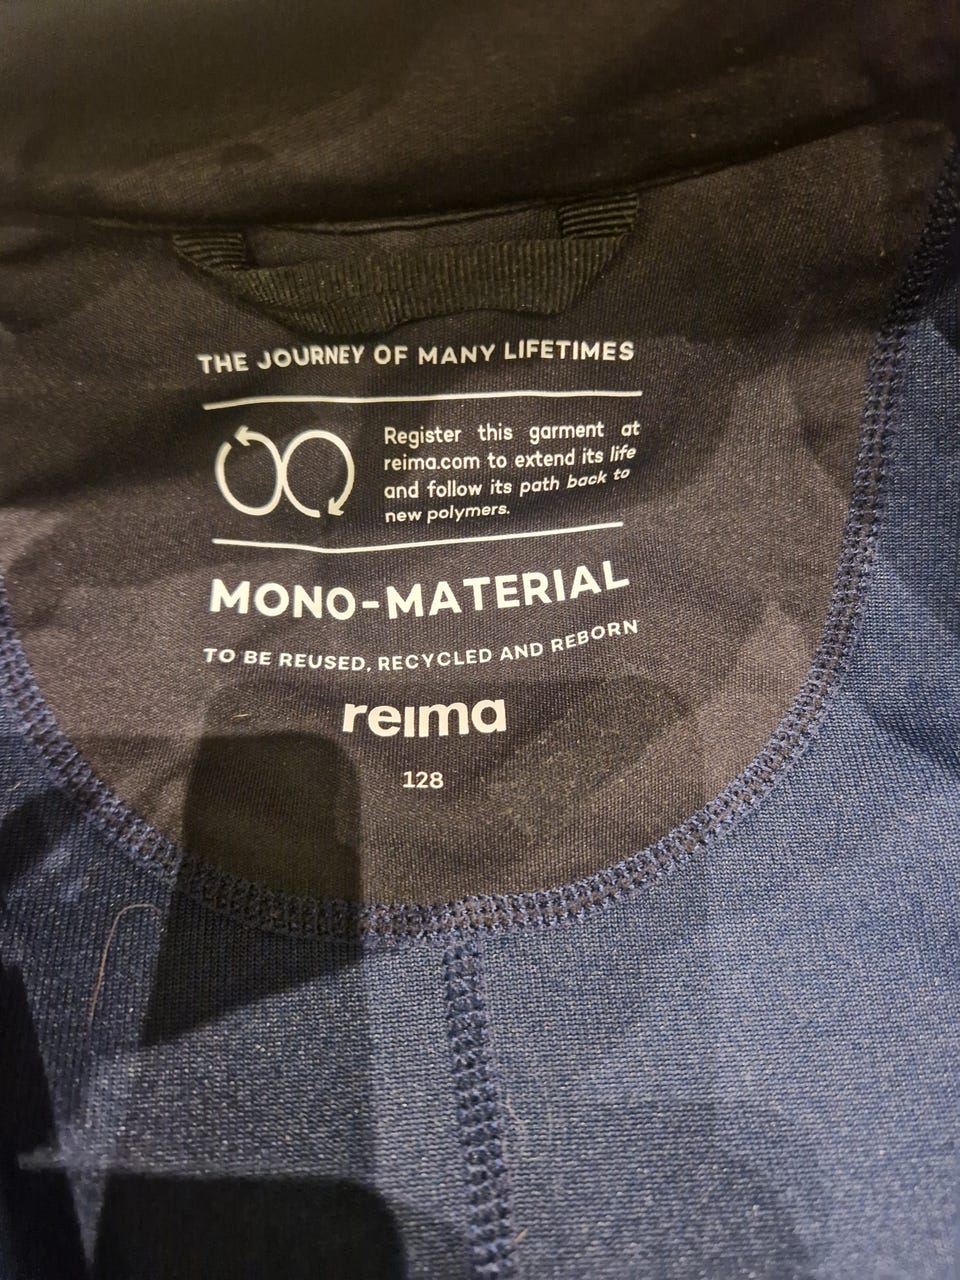 THE JOURNEY OF MANY LIFETIMES
Register this garment at
reima.com to extend its life
and follow its path back to
new polymers.
MONO-MATERIAL
TO BE REUSED, RECYCLED AND REBORN
reima
128